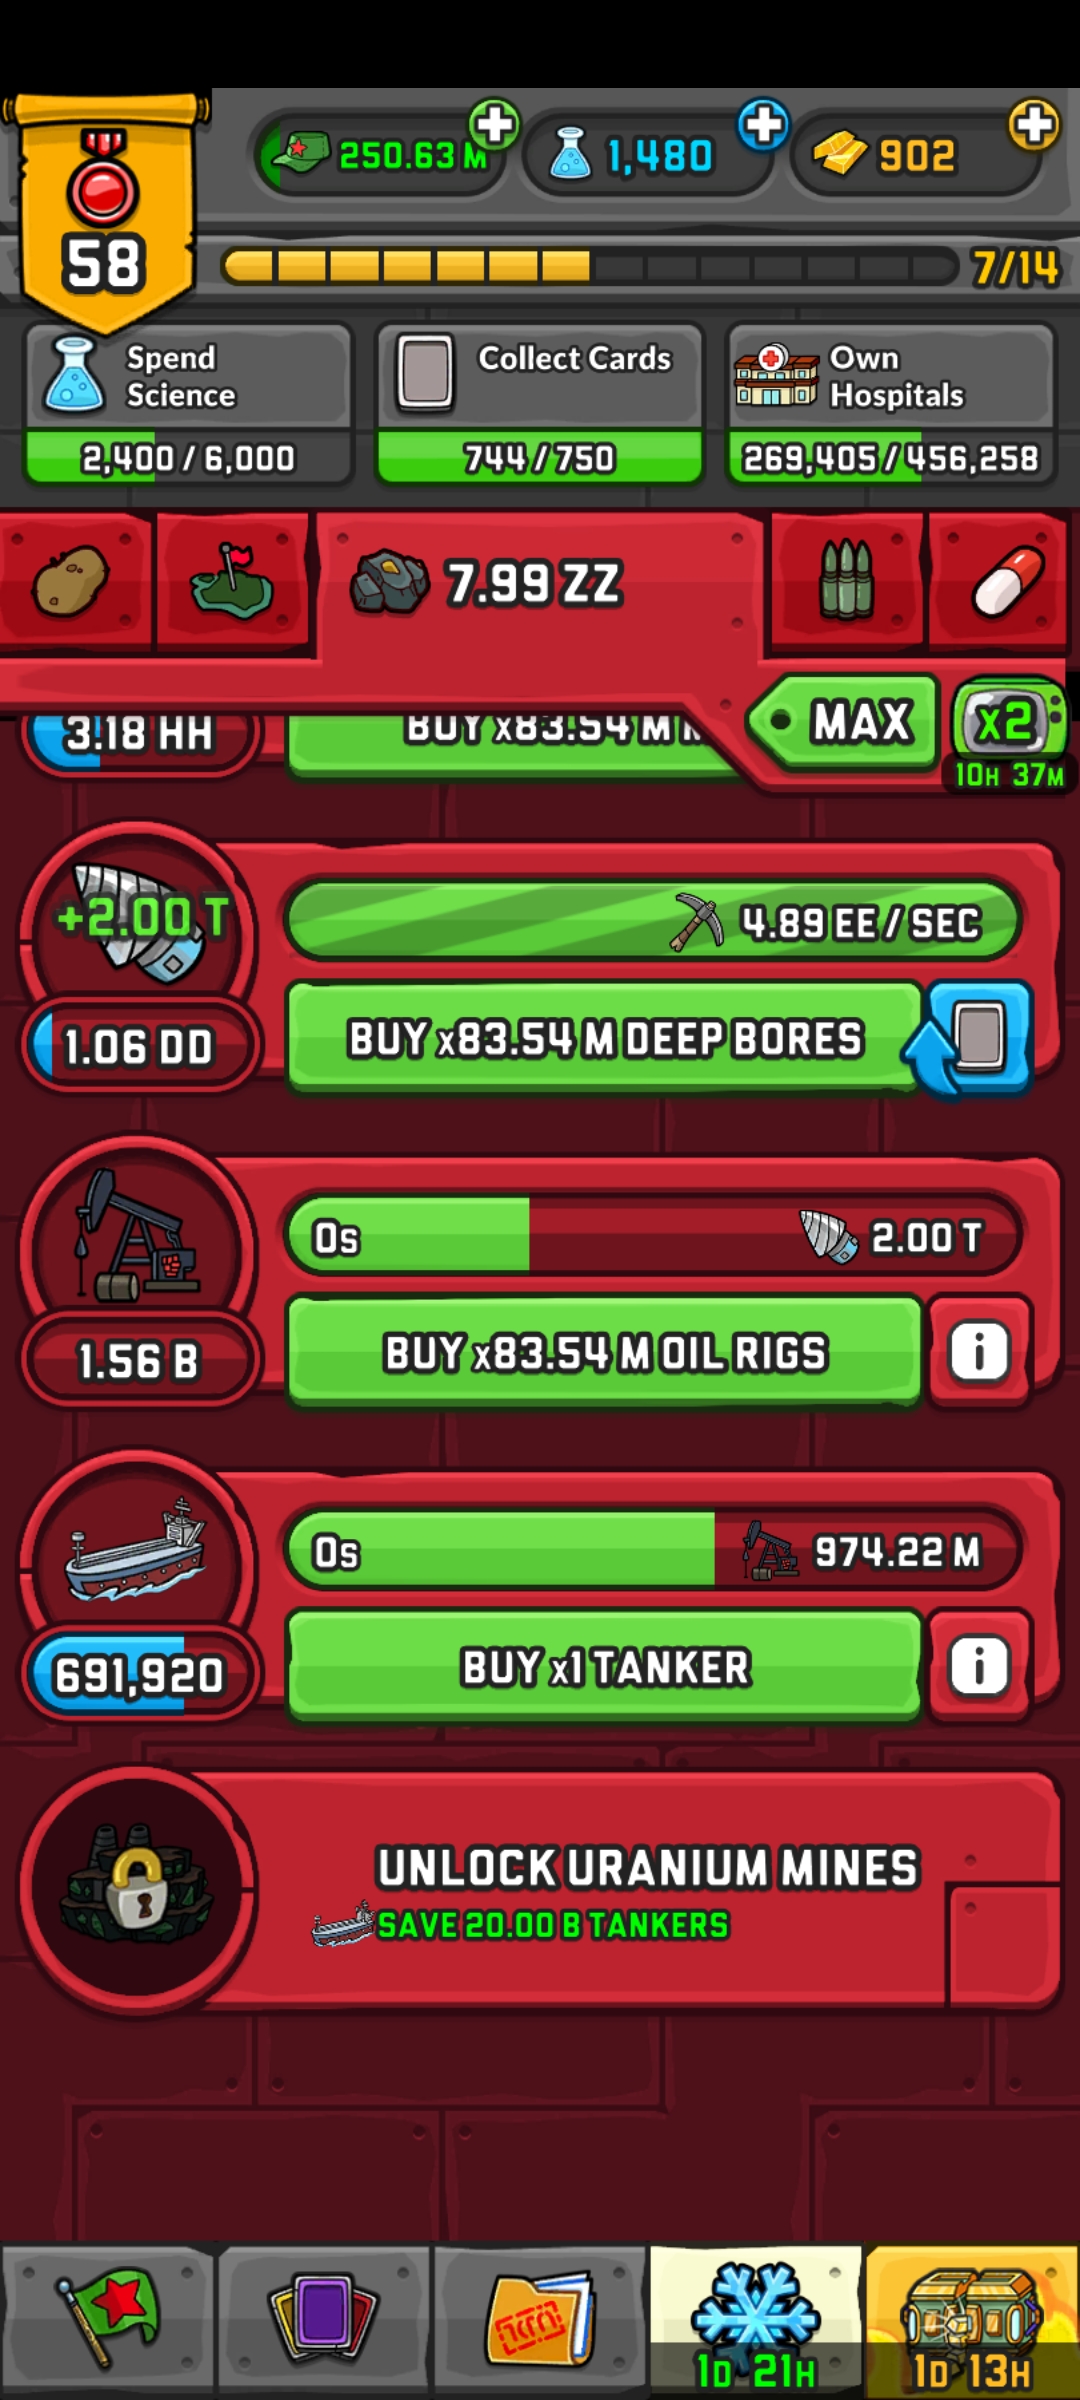 250.63 M
1,480
902
58
7/14
Spend
Science
2,400 / 6,000
Collect Cards
744 / 750
Own
Hospitals
269,405 / 456,258
7.99 ZZ
MAX
x2
10H 37M
3.18 HH
BUY x83.54 M
+2.00 T
4.89 EE / SEC
1.06 DD
BUY x83.54 M DEEP BORES
0s
2.00 T
1.56 B
BUY x83.54 M OIL RIGS
0s
974.22 M
691,920
BUY x1 TANKER
UNLOCK URANIUM MINES
SAVE 20.00 B TANKERS
1D 21H
1D 13H